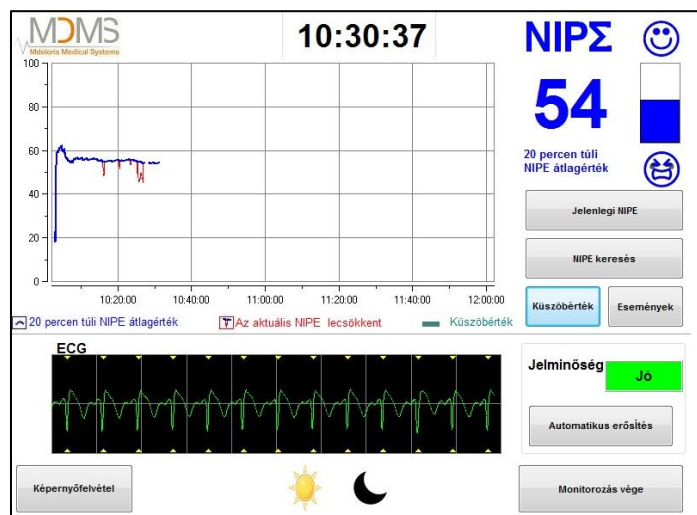 MDMS
Mdoloris Medical Systems
10:30:37
NIPΣ
54
20 percen túli
NIPE átlagérték
Jelenlegi NIPE
NIPE keresés
Küszöbérték
Események
100
80
60
40
20
0
10:20:00 10:40:00 11:00:00 11:20:00 11:40:00 12:00:00
20 percen túli NIPE átlagérték Az aktuális NIPE lecsökkent Küszöbérték
ECG
Jelminőség
Jó
Automatikus erősítés
Képernyőfelvétel
Monitorozás vége